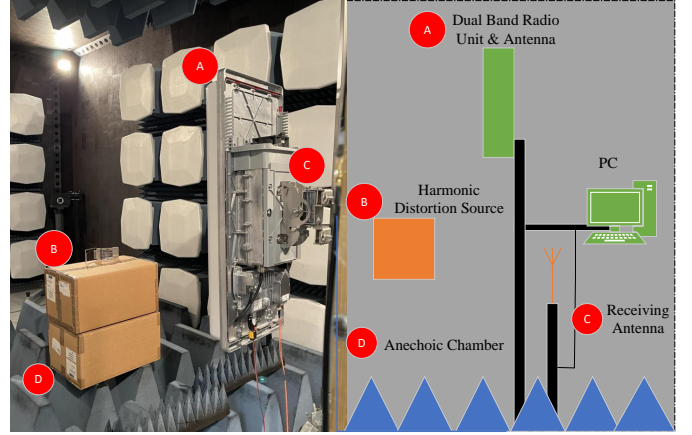 A
C
B
D
A
Dual Band Radio
Unit & Antenna
PC
B
Harmonic
Distortion Source
C
Receiving
Antenna
D
Anechoic Chamber